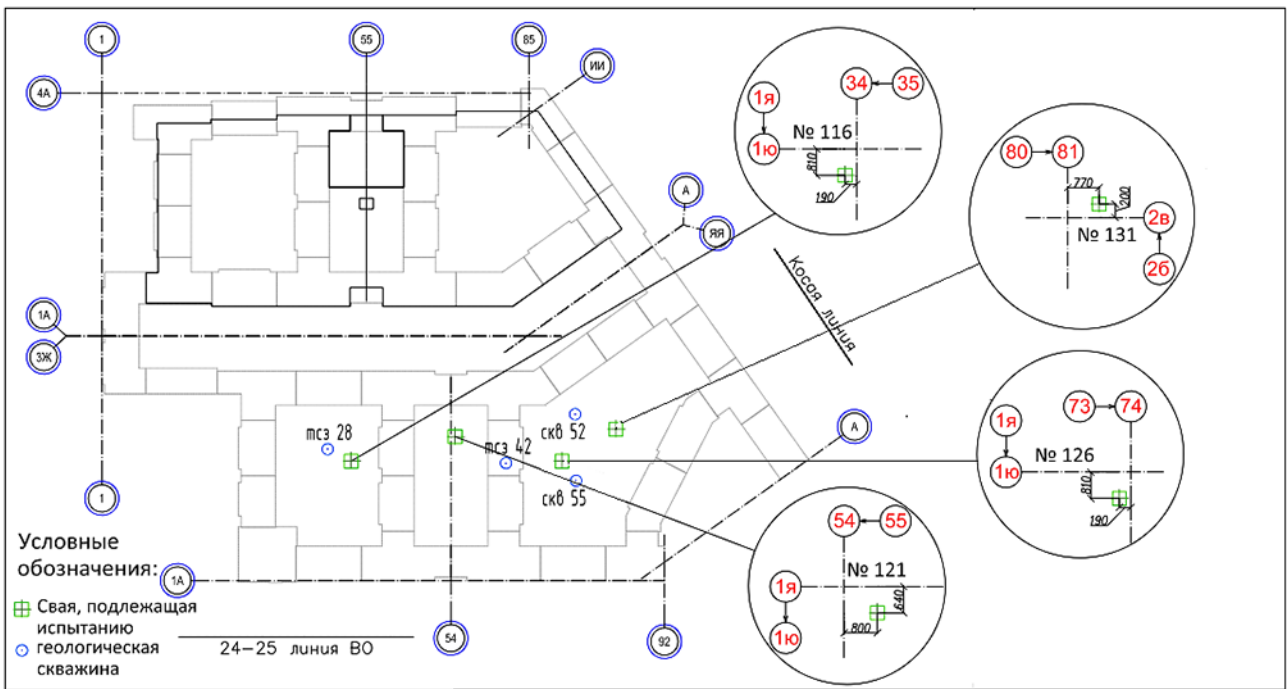 1
55
85
4А
ИИ
А
ЯЯ
1А
3Ж
1
Косая линия
34
35
1я
1ю
№ 116
810
190
80
81
770
200
№ 131
2в
2б
тсз 28
скв 52
тсз 42
скв 55
А
73
74
1я
1ю
№ 126
810
190
54
55
1я
1ю
№ 121
640
800
1А
54
92
Условные
обозначения:
Свая, подлежащая
испытанию
геологическая
скважина
24-25 линия ВО